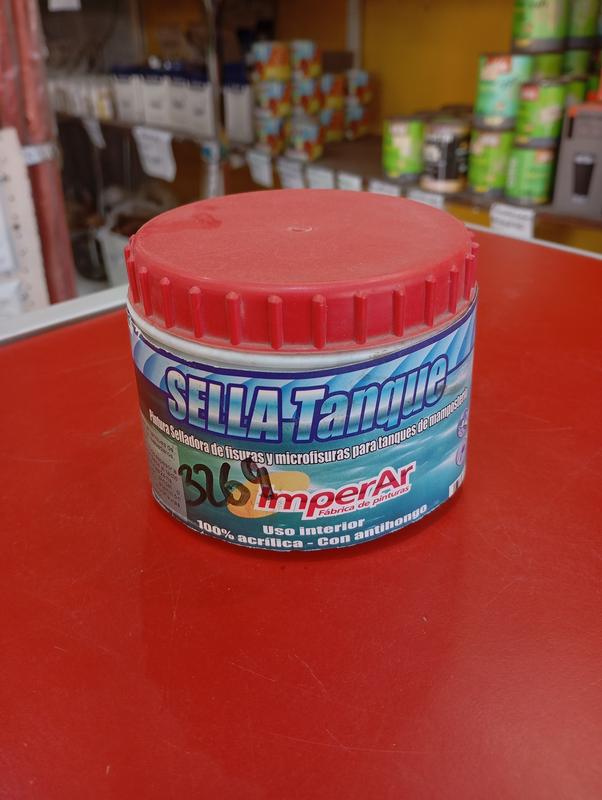 SELLA-Tanque
Pintura Selladora de fisuras y microfisuras para tanques de mampostería
3269
ImperAr
Fábrica de pinturas
Uso interior
100% acrílica - Con antihongo